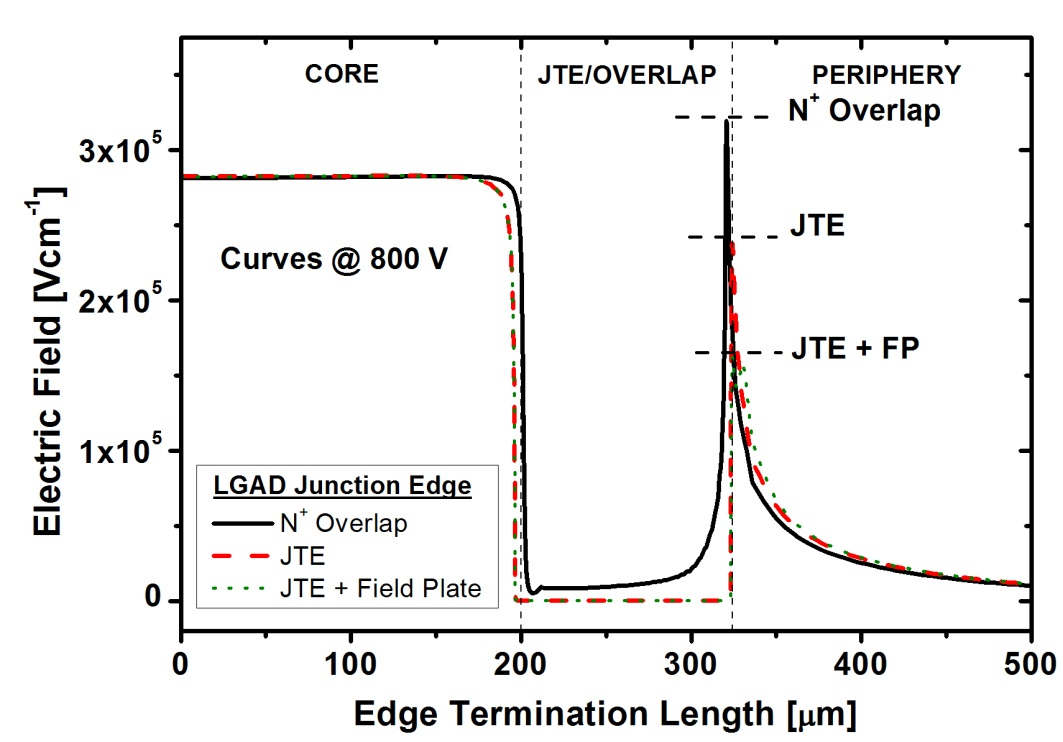 CORE
JTE/OVERLAP
PERIPHERY
N⁺ Overlap
JTE
JTE + FP
Curves @ 800 V
LGAD Junction Edge
N⁺ Overlap
JTE
JTE + Field Plate
Electric Field [Vcm⁻¹]
3x10⁵
2x10⁵
1x10⁵
0
0 100 200 300 400 500
Edge Termination Length [μm]